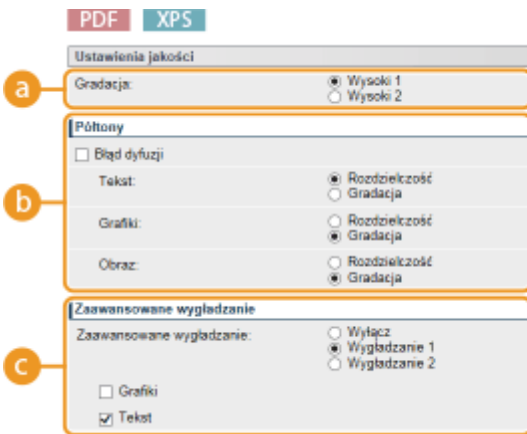 PDF XPS
Ustawienia jakości
a
Gradacja: Wysoki 1
Wysoki 2
b
Półtony
Błąd dyfuzji
Tekst: Rozdzielczość
Gradacja
Grafiki: Rozdzielczość
Gradacja
Obraz: Rozdzielczość
Gradacja
c
Zaawansowane wygładzanie
Zaawansowane wygładzanie: Wyłącz
Wygładzanie 1
Wygładzanie 2
Grafiki
Tekst